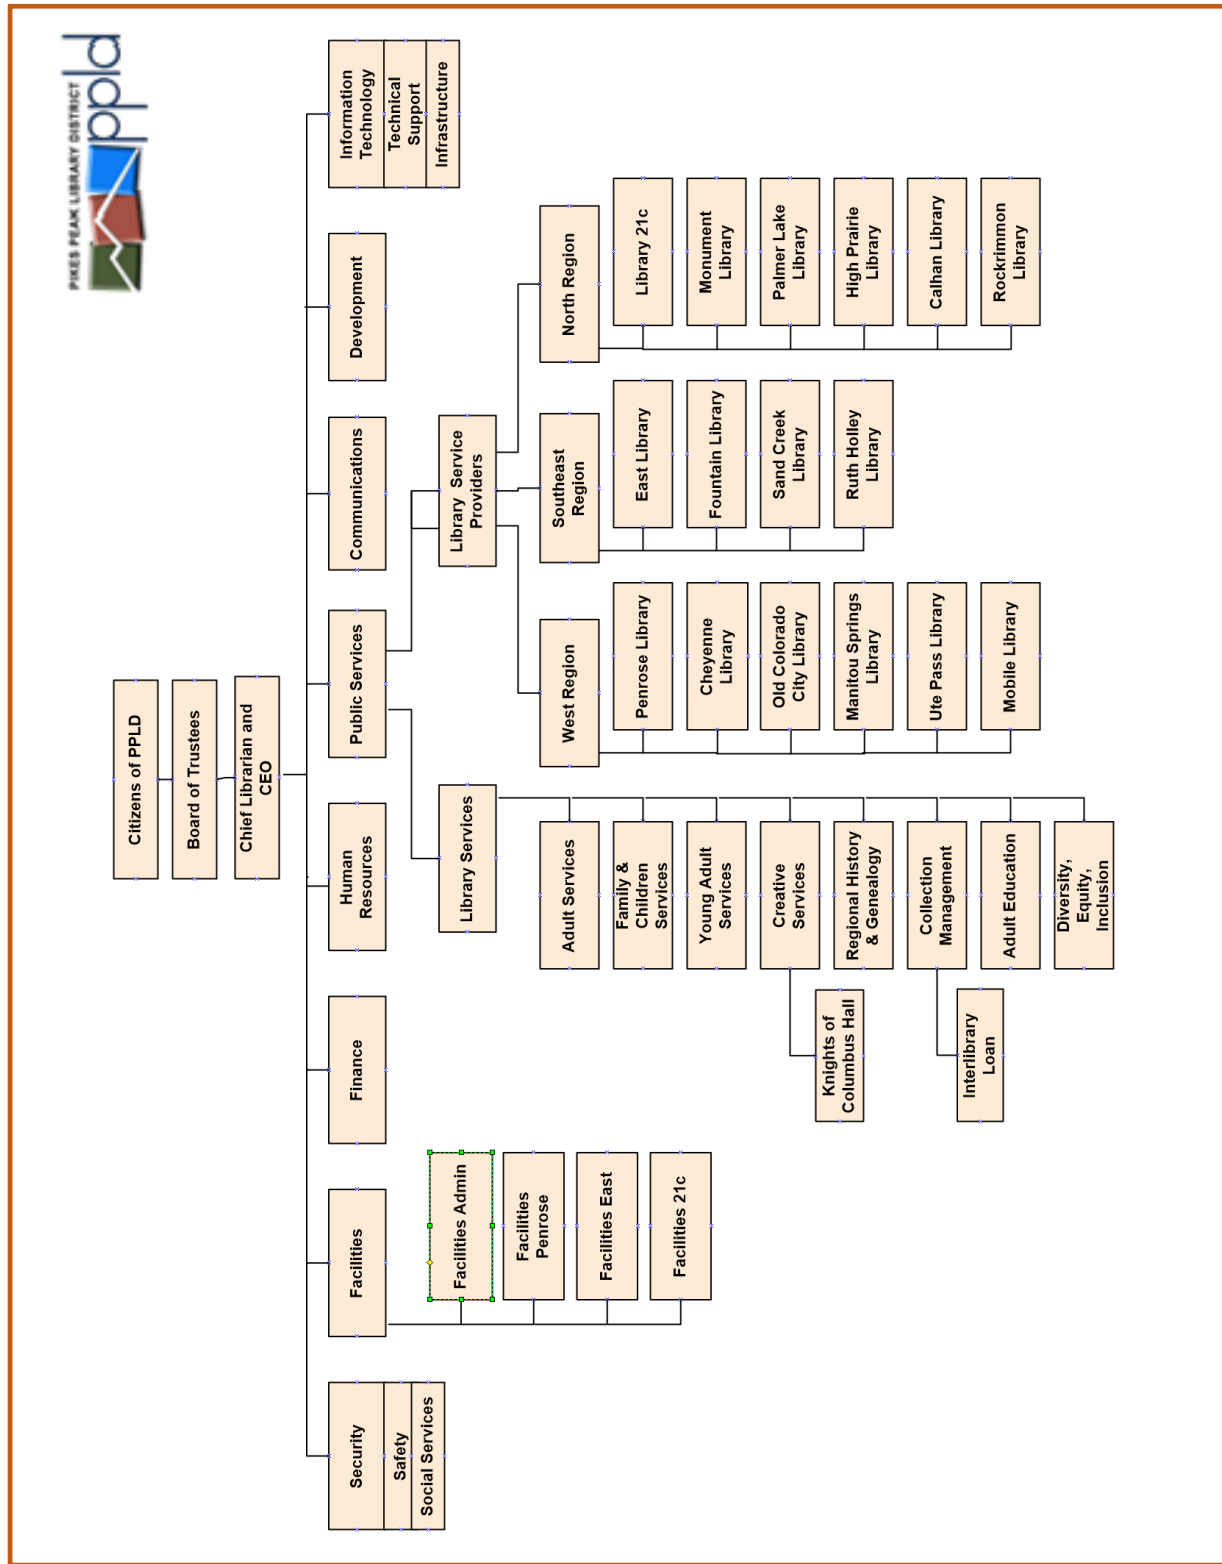 PIKES PEAK LIBRARY DISTRICT
ppld
Citizens of PPLD
Board of Trustees
Chief Librarian and
CEO
Security
Safety
Social Services
Facilities
Finance
Human
Resources
Public Services
Communications
Development
Information
Technology
Technical
Support
Infrastructure
Facilities Admin
Facilities
Penrose
Facilities East
Facilities 21c
Library Services
Library Service
Providers
Adult Services
Family &
Children
Services
Young Adult
Services
Creative
Services
Knights of
Columbus Hall
Regional History
& Genealogy
Collection
Management
Interlibrary
Loan
Adult Education
Diversity,
Equity,
Inclusion
West Region
Penrose Library
Cheyenne
Library
Old Colorado
City Library
Manitou Springs
Library
Ute Pass Library
Mobile Library
Southeast
Region
East Library
Fountain Library
Sand Creek
Library
Ruth Holley
Library
North Region
Library 21c
Monument
Library
Palmer Lake
Library
High Prairie
Library
Calhan Library
Rockrimmon
Library